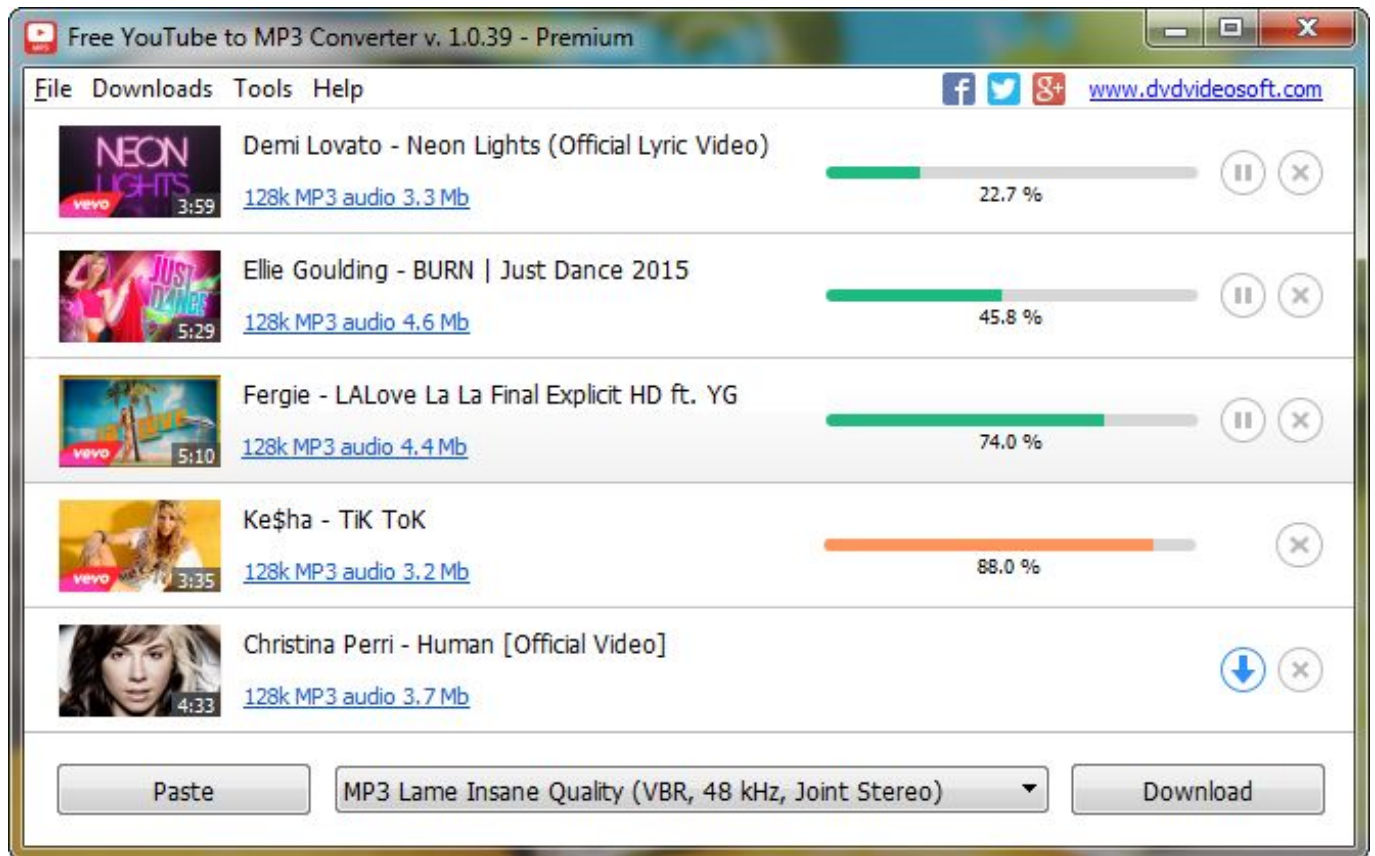 Free YouTube to MP3 Converter v. 1.0.39 - Premium
File Downloads Tools Help
www.dvdvideosoft.com
NEON
LIGHTS
vevo
3:59
Demi Lovato - Neon Lights (Official Lyric Video)
128k MP3 audio 3.3 Mb
22.7 %
JUST
DANCE
5:29
Ellie Goulding - BURN | Just Dance 2015
128k MP3 audio 4.6 Mb
45.8 %
vevo
5:10
Fergie - LALove La La Final Explicit HD ft. YG
128k MP3 audio 4.4 Mb
74.0 %
vevo
3:35
Ke$ha - TiK ToK
128k MP3 audio 3.2 Mb
88.0 %
4:33
Christina Perri - Human [Official Video]
128k MP3 audio 3.7 Mb
Paste
MP3 Lame Insane Quality (VBR, 48 kHz, Joint Stereo)
Download